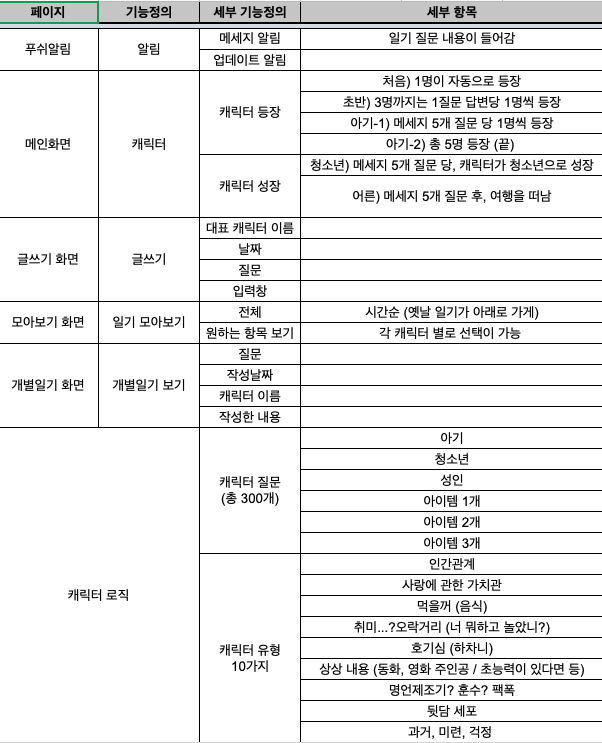 페이지 기능정의 세부 기능정의 세부 항목
푸쉬알림 알림 메세지 알림 일기 질문 내용이 들어감
업데이트 알림
메인화면 캐릭터 캐릭터 등장 처음) 1명이 자동으로 등장
초반) 3명까지는 1질문 답변당 1명씩 등장
아기-1) 메세지 5개 질문 당 1명씩 등장
아기-2) 총 5명 등장 (끝)
캐릭터 성장 청소년) 메세지 5개 질문 당, 캐릭터가 청소년으로 성장
어른) 메세지 5개 질문 후, 여행을 떠남
글쓰기 화면 글쓰기 대표 캐릭터 이름
날짜
질문
입력창
모아보기 화면 일기 모아보기 전체 시간순 (옛날 일기가 아래로 가게)
원하는 항목 보기 각 캐릭터 별로 선택이 가능
개별일기 화면 개별일기 보기 질문
작성날짜
캐릭터 이름
작성한 내용
캐릭터 로직 캐릭터 질문
(총 300개) 아기
청소년
성인
아이템 1개
아이템 2개
아이템 3개
캐릭터 유형
10가지 인간관계
사랑에 관한 가치관
먹을꺼 (음식)
취미...?오락거리 (너 뭐하고 놀았니?)
호기심 (하차니)
상상 내용 (동화, 영화 주인공 / 초능력이 있다면 등)
명언제조기? 훈수? 팩폭
뒷담 세포
과거, 미련, 걱정